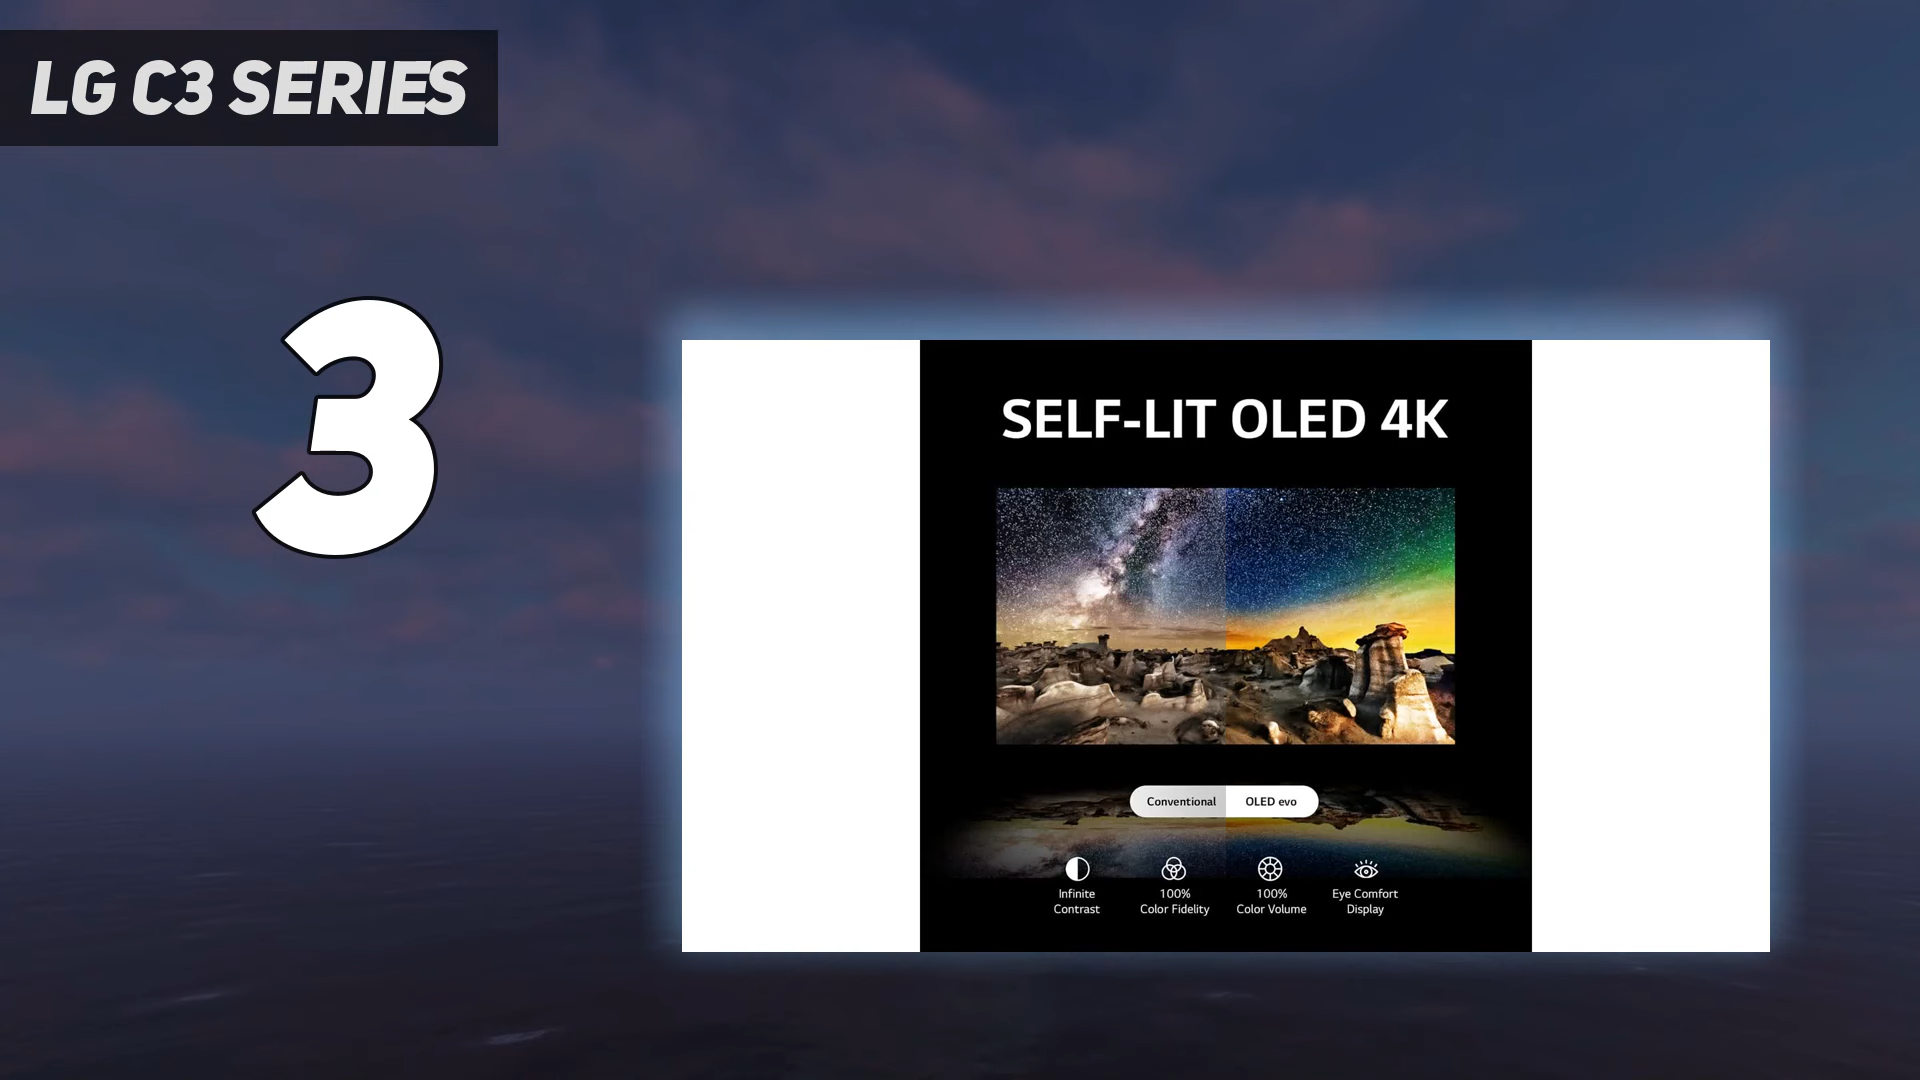 LG C3 SERIES
3
SELF-LIT OLED 4K
Conventional OLED evo
Infinite Contrast
100% Color Fidelity
100% Color Volume
Eye Comfort Display